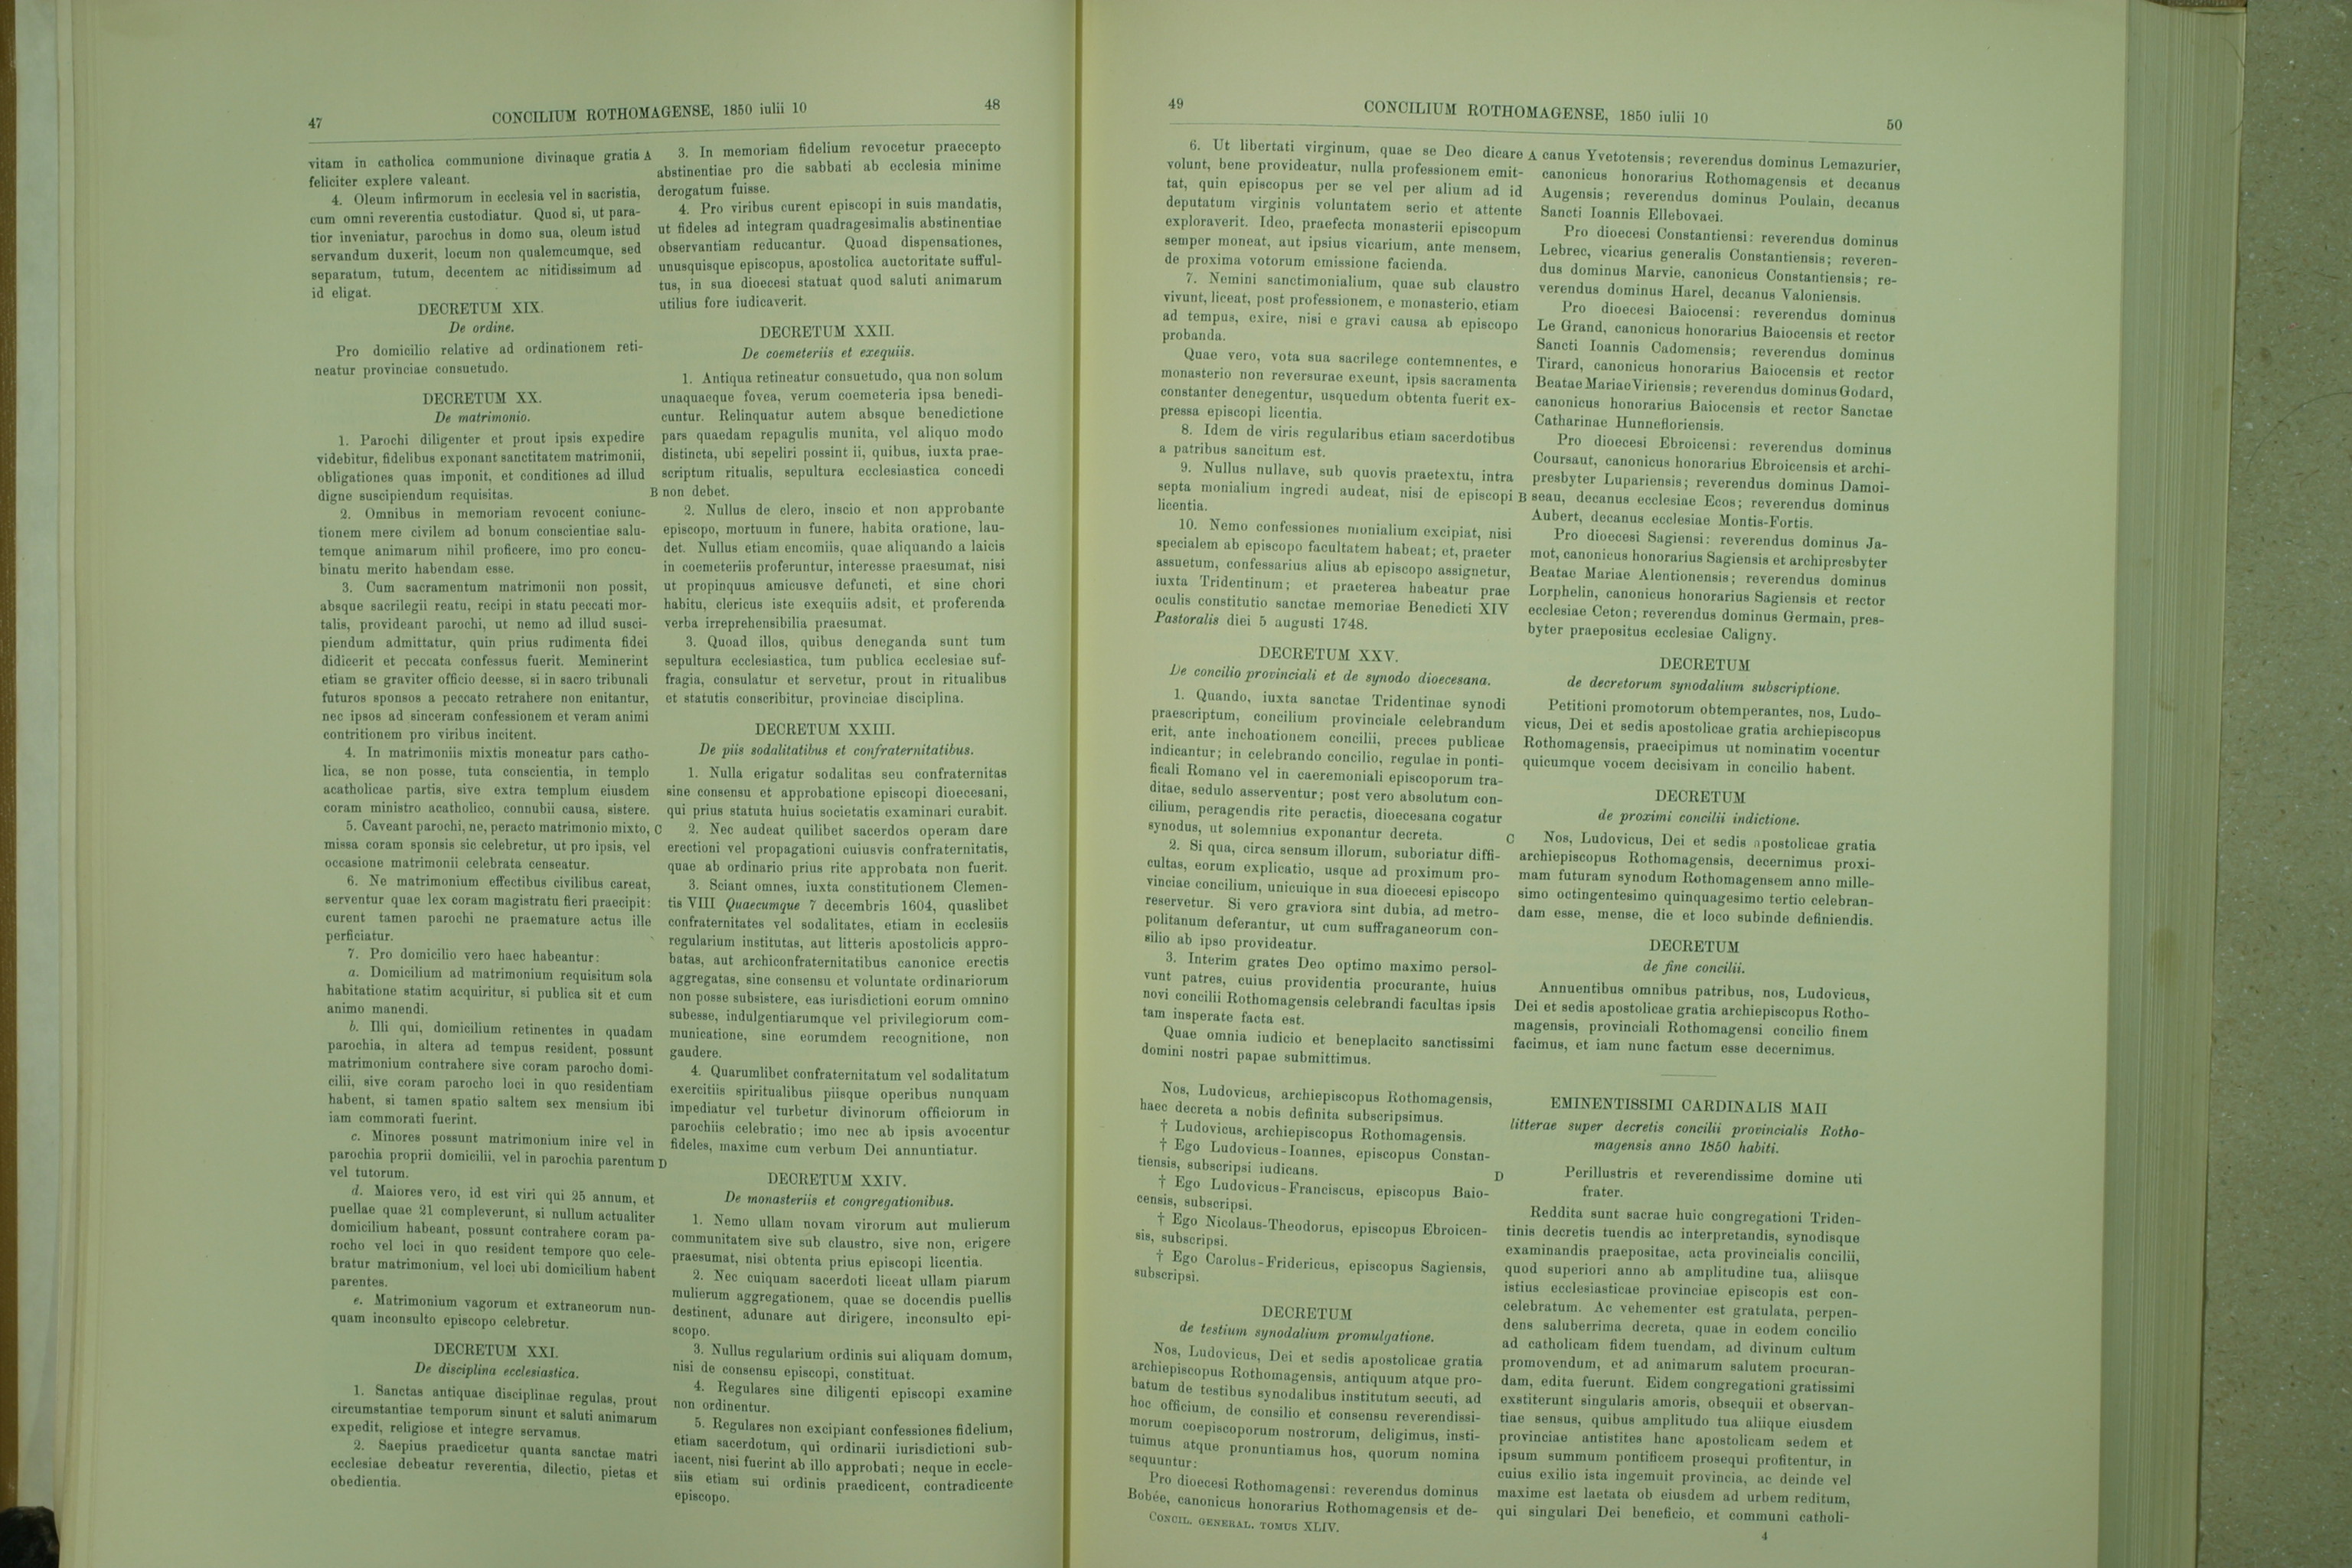 47
CONCILIUM ROTHOMAGENSE, 1850 iulii 10
48
vitam in catholica communione divinaque gratia A
feliciter explere valeant.
4. Oleum infirmorum in ecclesia vel in sacristia,
cum omni reverentia custodiatur. Quod si, ut para-
tior inveniatur, parochus in domo sua, oleum istud
servandum duxerit, locum non qualemcumque, sed
separatum, tutum, decentem ac nitidissimum ad
id eligat.
DECRETUM XIX.
De ordine.
Pro domicilio relative ad ordinationem reti-
neatur provinciae consuetudo.
DECRETUM XX.
De matrimonio.
1. Parochi diligenter et prout ipsis expedire
videbitur, fidelibus exponant sanctitatem matrimonii,
obligationes quas imponit, et conditiones ad illud
digne suscipiendum requisitas.
2. Omnibus in memoriam revocent coniunc-
tionem mere civilem ad bonum conscientiae salu-
temque animarum nihil proficere, imo pro concu-
binatu merito habendam esse.
3. Cum sacramentum matrimonii non possit,
absque sacrilegii reatu, recipi in statu peccati mor-
talis, provideant parochi, ut nemo ad illud susci-
piendum admittatur, quin prius rudimenta fidei
didicerit et peccata confessus fuerit. Meminerint
etiam se graviter officio deesse, si in sacro tribunali
futuros sponsos a peccato retrahere non enitantur,
nec ipsos ad sinceram confessionem et veram animi
contritionem pro viribus incitent.
4. In matrimoniis mixtis moneatur pars catho-
lica, se non posse, tuta conscientia, in templo
acatholicae partis, sive extra templum eiusdem
coram ministro acatholico, connubii causa, sistere.
5. Caveant parochi, ne, peracto matrimonio mixto, C
missa coram sponsis sic celebretur, ut pro ipsis, vel
occasione matrimonii celebrata censeatur.
6. Ne matrimonium effectibus civilibus careat,
serventur quae lex coram magistratu fieri praecipit:
curent tamen parochi ne praemature actus ille
perficiatur.
7. Pro domicilio vero haec habeantur:
a. Domicilium ad matrimonium requisitum sola
habitatione statim acquiritur, si publica sit et cum
animo manendi.
b. Illi qui, domicilium retinentes in quadam
parochia, in altera ad tempus resident, possunt
matrimonium contrahere sive coram parocho domi-
cilii, sive coram parocho loci in quo residentiam
habent, si tamen spatio saltem sex mensium ibi
iam commorati fuerint.
c. Minores possunt matrimonium inire vel in
parochia proprii domicilii, vel in parochia parentum D
vel tutorum.
d. Maiores vero, id est viri qui 25 annum, et
puellae quae 21 compleverunt, si nullum actualiter
domicilium habeant, possunt contrahere coram pa-
rocho vel loci in quo resident tempore quo cele-
bratur matrimonium, vel loci ubi domicilium habent
parentes.
e. Matrimonium vagorum et extraneorum nun-
quam inconsulto episcopo celebretur.
DECRETUM XXI.
De disciplina ecclesiastica.
1. Sanctas antiquae disciplinae regulas, prout
circumstantiae temporum sinunt et saluti animarum
expedit, religiose et integre servamus.
2. Saepius praedicetur quanta sanctae matri
ecclesiae debeatur reverentia, dilectio, pietas et
obedientia.
3. In memoriam fidelium revocetur praecepto
abstinentiae pro die sabbati ab ecclesia minime
derogatum fuisse.
4. Pro viribus curent episcopi in suis mandatis,
ut fideles ad integram quadragesimalis abstinentiae
observantiam reducantur. Quoad dispensationes,
unusquisque episcopus, apostolica auctoritate sufful-
tus, in sua dioecesi statuat quod saluti animarum
utilius fore iudicaverit.
DECRETUM XXII.
De coemeteriis et exequiis.
1. Antiqua retineatur consuetudo, qua non solum
unaquaeque fovea, verum coemeteria ipsa benedi-
cuntur. Relinquatur autem absque benedictione
pars quaedam repagulis munita, vel aliquo modo
distincta, ubi sepeliri possint ii, quibus, iuxta prae-
scriptum ritualis, sepultura ecclesiastica concedi
B non debet.
2. Nullus de clero, inscio et non approbante
episcopo, mortuum in funere, habita oratione, lau-
det. Nullus etiam encomiis, quae aliquando a laicis
in coemeteriis proferuntur, interesse praesumat, nisi
ut propinquus amicusve defuncti, et sine chori
habitu, clericus iste exequiis adsit, et proferenda
verba irreprehensibilia praesumat.
3. Quoad illos, quibus deneganda sunt tum
sepultura ecclesiastica, tum publica ecclesiae suf-
fragia, consulatur et servetur, prout in ritualibus
et statutis conscribitur, provinciae disciplina.
DECRETUM XXIII.
De piis sodalitatibus et confraternitatibus.
1. Nulla erigatur sodalitas seu confraternitas
sine consensu et approbatione episcopi dioecesani,
qui prius statuta huius societatis examinari curabit.
2. Nec audeat quilibet sacerdos operam dare
erectioni vel propagationi cuiusvis confraternitatis,
quae ab ordinario prius rite approbata non fuerit.
3. Sciant omnes, iuxta constitutionem Clemen-
tis VIII Quaecumque 7 decembris 1604, quaslibet
confraternitates vel sodalitates, etiam in ecclesiis
regularium institutas, aut litteris apostolicis appro-
batas, aut archiconfraternitatibus canonice erectis
aggregatas, sine consensu et voluntate ordinariorum
non posse subsistere, eas iurisdictioni eorum omnino
subesse, indulgentiarumque vel privilegiorum com-
municatione, sine eorumdem recognitione, non
gaudere.
4. Quarumlibet confraternitatum vel sodalitatum
exercitiis spiritualibus piisque operibus nunquam
impediatur vel turbetur divinorum officiorum in
parochiis celebratio; imo nec ab ipsis avocentur
fideles, maxime cum verbum Dei annuntiatur.
DECRETUM XXIV.
De monasteriis et congregationibus.
1. Nemo ullam novam virorum aut mulierum
communitatem sive sub claustro, sive non, erigere
praesumat, nisi obtenta prius episcopi licentia.
2. Nec cuiquam sacerdoti liceat ullam piarum
mulierum aggregationem, quae se docendis puellis
destinent, adunare aut dirigere, inconsulto epi-
scopo.
3. Nullus regularium ordinis sui aliquam domum,
nisi de consensu episcopi, constituat.
4. Regulares sine diligenti episcopi examine
non ordinentur.
5. Regulares non excipiant confessiones fidelium,
etiam sacerdotum, qui ordinarii iurisdictioni sub-
iacent, nisi fuerint ab illo approbati; neque in eccle-
siis etiam sui ordinis praedicent, contradicente
episcopo.
49
CONCILIUM ROTHOMAGENSE, 1850 iulii 10
50
6. Ut libertati virginum, quae se Deo dicare A
volunt, bene provideatur, nulla professionem emit-
tat, quin episcopus per se vel per alium ad id
deputatum virginis voluntatem serio et attente
exploraverit. Ideo, praefecta monasterii episcopum
semper moneat, aut ipsius vicarium, ante mensem,
de proxima votorum emissione facienda.
7. Nemini sanctimonialium, quae sub claustro
vivunt, liceat, post professionem, e monasterio, etiam
ad tempus, exire, nisi e gravi causa ab episcopo
probanda.
Quae vero, vota sua sacrilege contemnentes, e
monasterio non reversurae exeunt, ipsis sacramenta
constanter denegentur, usquedum obtenta fuerit ex-
pressa episcopi licentia.
8. Idem de viris regularibus etiam sacerdotibus
a patribus sancitum est.
9. Nullus nullave, sub quovis praetextu, intra
septa monialium ingredi audeat, nisi de episcopi B
licentia.
10. Nemo confessiones monialium excipiat, nisi
specialem ab episcopo facultatem habeat; et, praeter
assuetum, confessarius alius ab episcopo assignetur,
iuxta Tridentinum; et praeterea habeatur prae
oculis constitutio sanctae memoriae Benedicti XIV
Pastoralis diei 5 augusti 1748.
DECRETUM XXV.
De concilio provinciali et de synodo dioecesana.
1. Quando, iuxta sanctae Tridentinae synodi
praescriptum, concilium provinciale celebrandum
erit, ante inchoationem concilii, preces publicae
indicantur; in celebrando concilio, regulae in ponti-
ficali Romano vel in caeremoniali episcoporum tra-
ditae, sedulo asserventur; post vero absolutum con-
cilium, peragendis rite peractis, dioecesana cogatur
synodus, ut solemnius exponantur decreta. C
2. Si qua, circa sensum illorum, suboriatur diffi-
cultas, eorum explicatio, usque ad proximum pro-
vinciae concilium, unicuique in sua dioecesi episcopo
reservetur. Si vero graviora sint dubia, ad metro-
politanum deferantur, ut cum suffraganeorum con-
silio ab ipso provideatur.
3. Interim grates Deo optimo maximo persol-
vunt patres, cuius providentia procurante, huius
novi concilii Rothomagensis celebrandi facultas ipsis
tam insperate facta est.
Quae omnia iudicio et beneplacito sanctissimi
domini nostri papae submittimus.
Nos, Ludovicus, archiepiscopus Rothomagensis,
haec decreta a nobis definita subscripsimus.
† Ludovicus, archiepiscopus Rothomagensis.
† Ego Ludovicus-Ioannes, episcopus Constan-
tiensis, subscripsi iudicans. D
† Ego Ludovicus-Franciscus, episcopus Baio-
censis, subscripsi.
† Ego Nicolaus-Theodorus, episcopus Ebroicen-
sis, subscripsi.
† Ego Carolus-Fridericus, episcopus Sagiensis,
subscripsi.
DECRETUM
de testium synodalium promulgatione.
Nos, Ludovicus, Dei et sedis apostolicae gratia
archiepiscopus Rothomagensis, antiquum atque pro-
batum de testibus synodalibus institutum secuti, ad
hoc officium, de consilio et consensu reverendissi-
morum coepiscoporum nostrorum, deligimus, insti-
tuimus atque pronuntiamus hos, quorum nomina
sequuntur:
Pro dioecesi Rothomagensi: reverendus dominus
Bobée, canonicus honorarius Rothomagensis et de-
CONCIL. GENERAL. TOMUS XLIV.
canus Yvetotensis; reverendus dominus Lemazurier,
canonicus honorarius Rothomagensis et decanus
Augensis; reverendus dominus Poulain, decanus
Sancti Ioannis Ellebovaei.
Pro dioecesi Constantiensi: reverendus dominus
Lebrec, vicarius generalis Constantiensis; reveren-
dus dominus Marvie, canonicus Constantiensis; re-
verendus dominus Harel, decanus Valoniensis.
Pro dioecesi Baiocensi: reverendus dominus
Le Grand, canonicus honorarius Baiocensis et rector
Sancti Ioannis Cadomensis; reverendus dominus
Tirard, canonicus honorarius Baiocensis et rector
Beatae Mariae Viriensis; reverendus dominus Godard,
canonicus honorarius Baiocensis et rector Sanctae
Catharinae Hunnefloriensis.
Pro dioecesi Ebroicensi: reverendus dominus
Coursaut, canonicus honorarius Ebroicensis et archi-
presbyter Lupariensis; reverendus dominus Damoi-
seau, decanus ecclesiae Ecos; reverendus dominus
Aubert, decanus ecclesiae Montis-Fortis.
Pro dioecesi Sagiensi: reverendus dominus Ja-
mot, canonicus honorarius Sagiensis et archipresbyter
Beatae Mariae Alentionensis; reverendus dominus
Lorphelin, canonicus honorarius Sagiensis et rector
ecclesiae Ceton; reverendus dominus Germain, pres-
byter praepositus ecclesiae Caligny.
DECRETUM
de decretorum synodalium subscriptione.
Petitioni promotorum obtemperantes, nos, Ludo-
vicus, Dei et sedis apostolicae gratia archiepiscopus
Rothomagensis, praecipimus ut nominatim vocentur
quicumque vocem decisivam in concilio habent.
DECRETUM
de proximi concilii indictione.
Nos, Ludovicus, Dei et sedis apostolicae gratia
archiepiscopus Rothomagensis, decernimus proxi-
mam futuram synodum Rothomagensem anno mille-
simo octingentesimo quinquagesimo tertio celebran-
dam esse, mense, die et loco subinde definiendis.
DECRETUM
de fine concilii.
Annuentibus omnibus patribus, nos, Ludovicus,
Dei et sedis apostolicae gratia archiepiscopus Rotho-
magensis, provinciali Rothomagensi concilio finem
facimus, et iam nunc factum esse decernimus.
EMINENTISSIMI CARDINALIS MAII
litterae super decretis concilii provincialis Rotho-
magensis anno 1850 habiti.
Perillustris et reverendissime domine uti
frater.
Reddita sunt sacrae huic congregationi Triden-
tinis decretis tuendis ac interpretandis, synodisque
examinandis praepositae, acta provincialis concilii,
quod superiori anno ab amplitudine tua, aliisque
istius ecclesiasticae provinciae episcopis est con-
celebratum. Ac vehementer est gratulata, perpen-
dens saluberrima decreta, quae in eodem concilio
ad catholicam fidem tuendam, ad divinum cultum
promovendum, et ad animarum salutem procuran-
dam, edita fuerunt. Eidem congregationi gratissimi
exstiterunt singularis amoris, obsequii et observan-
tiae sensus, quibus amplitudo tua aliique eiusdem
provinciae antistites hanc apostolicam sedem et
ipsum summum pontificem prosequi profitentur, in
cuius exilio ista ingemuit provincia, ac deinde vel
maxime est laetata ob eiusdem ad urbem reditum,
qui singulari Dei beneficio, et communi catholi-
4